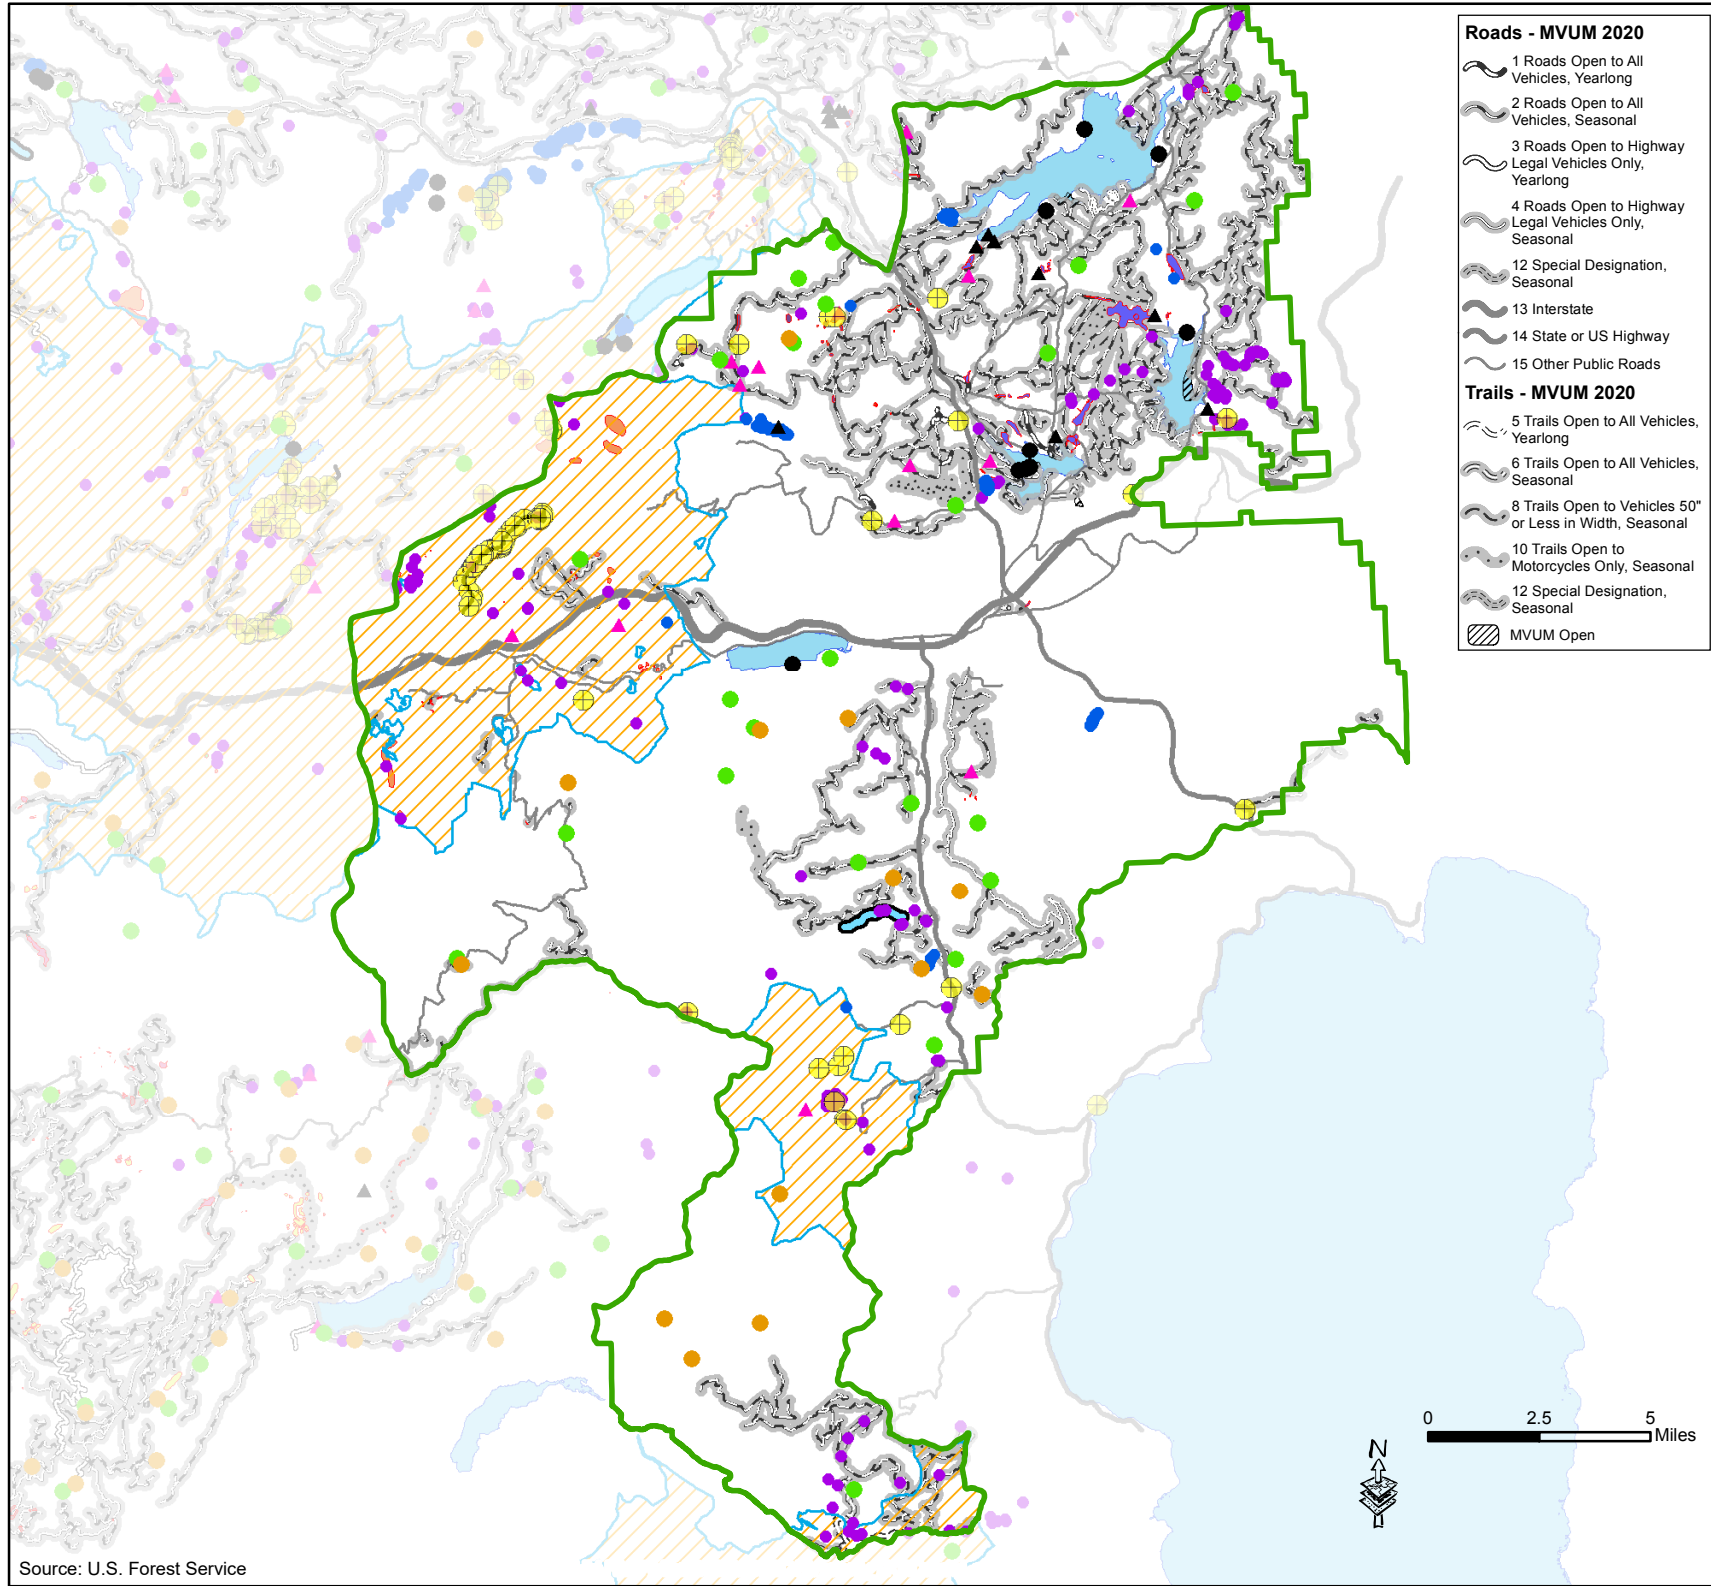 Roads - MVUM 2020
1 Roads Open to All
Vehicles, Yearlong
2 Roads Open to All
Vehicles, Seasonal
3 Roads Open to Highway
Legal Vehicles Only,
Yearlong
4 Roads Open to Highway
Legal Vehicles Only,
Seasonal
12 Special Designation,
Seasonal
13 Interstate
14 State or US Highway
15 Other Public Roads
Trails - MVUM 2020
5 Trails Open to All Vehicles,
Yearlong
6 Trails Open to All Vehicles,
Seasonal
8 Trails Open to Vehicles 50"
or Less in Width, Seasonal
10 Trails Open to
Motorcycles Only, Seasonal
12 Special Designation,
Seasonal
MVUM Open
0 2.5 5
Miles
N
Source: U.S. Forest Service